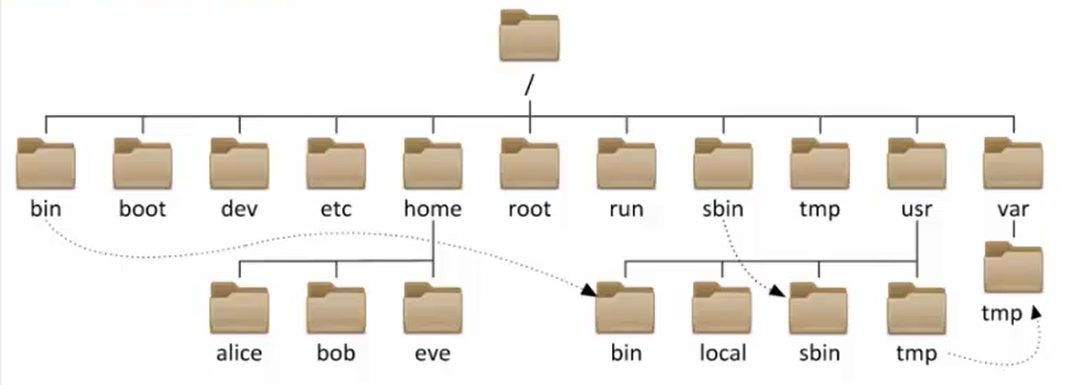 /
bin boot dev etc home root run sbin tmp usr var
tmp
alice bob eve bin local sbin tmp